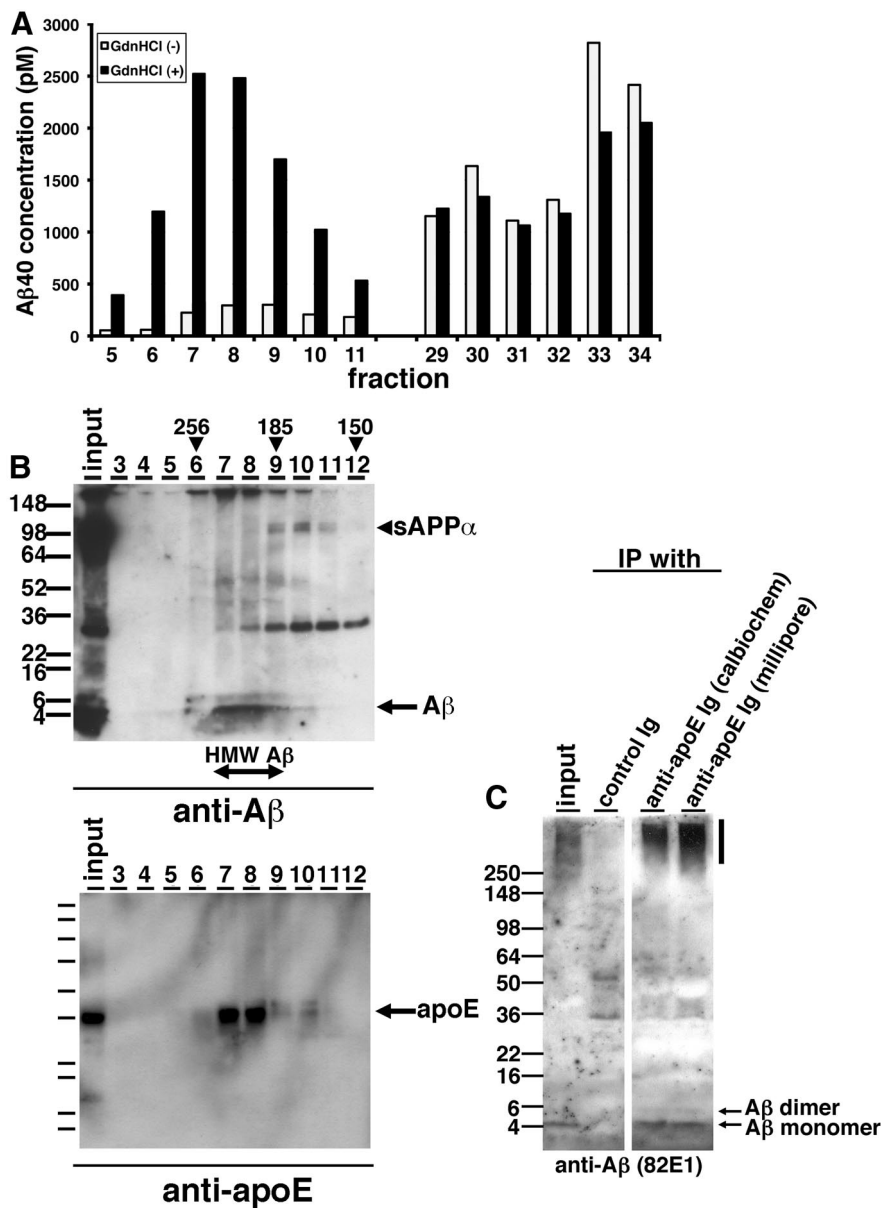 A
Aβ40 concentration (pM)
3000
2500
2000
1500
1000
500
0
GdnHCl (-)
GdnHCl (+)
5 6 7 8 9 10 11 29 30 31 32 33 34
fraction
B
256 185 150
input 3 4 5 6 7 8 9 10 11 12
148
98
64
52
36
22
16
6
4
sAPPα
Aβ
HMW Aβ
anti-Aβ
input 3 4 5 6 7 8 9 10 11 12
apoE
anti-apoE
C
IP with
input
control Ig
anti-apoE Ig (calbiochem)
anti-apoE Ig (millipore)
250
148
98
64
50
36
22
16
6
4
Aβ dimer
Aβ monomer
anti-Aβ (82E1)